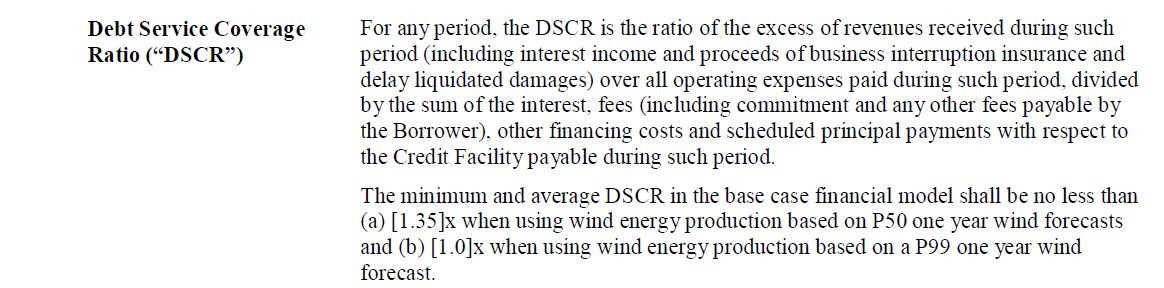 Debt Service Coverage
Ratio (“DSCR”)
For any period, the DSCR is the ratio of the excess of revenues received during such
period (including interest income and proceeds of business interruption insurance and
delay liquidated damages) over all operating expenses paid during such period, divided
by the sum of the interest, fees (including commitment and any other fees payable by
the Borrower), other financing costs and scheduled principal payments with respect to
the Credit Facility payable during such period.
The minimum and average DSCR in the base case financial model shall be no less than
(a) [1.35]x when using wind energy production based on P50 one year wind forecasts
and (b) [1.0]x when using wind energy production based on a P99 one year wind
forecast.